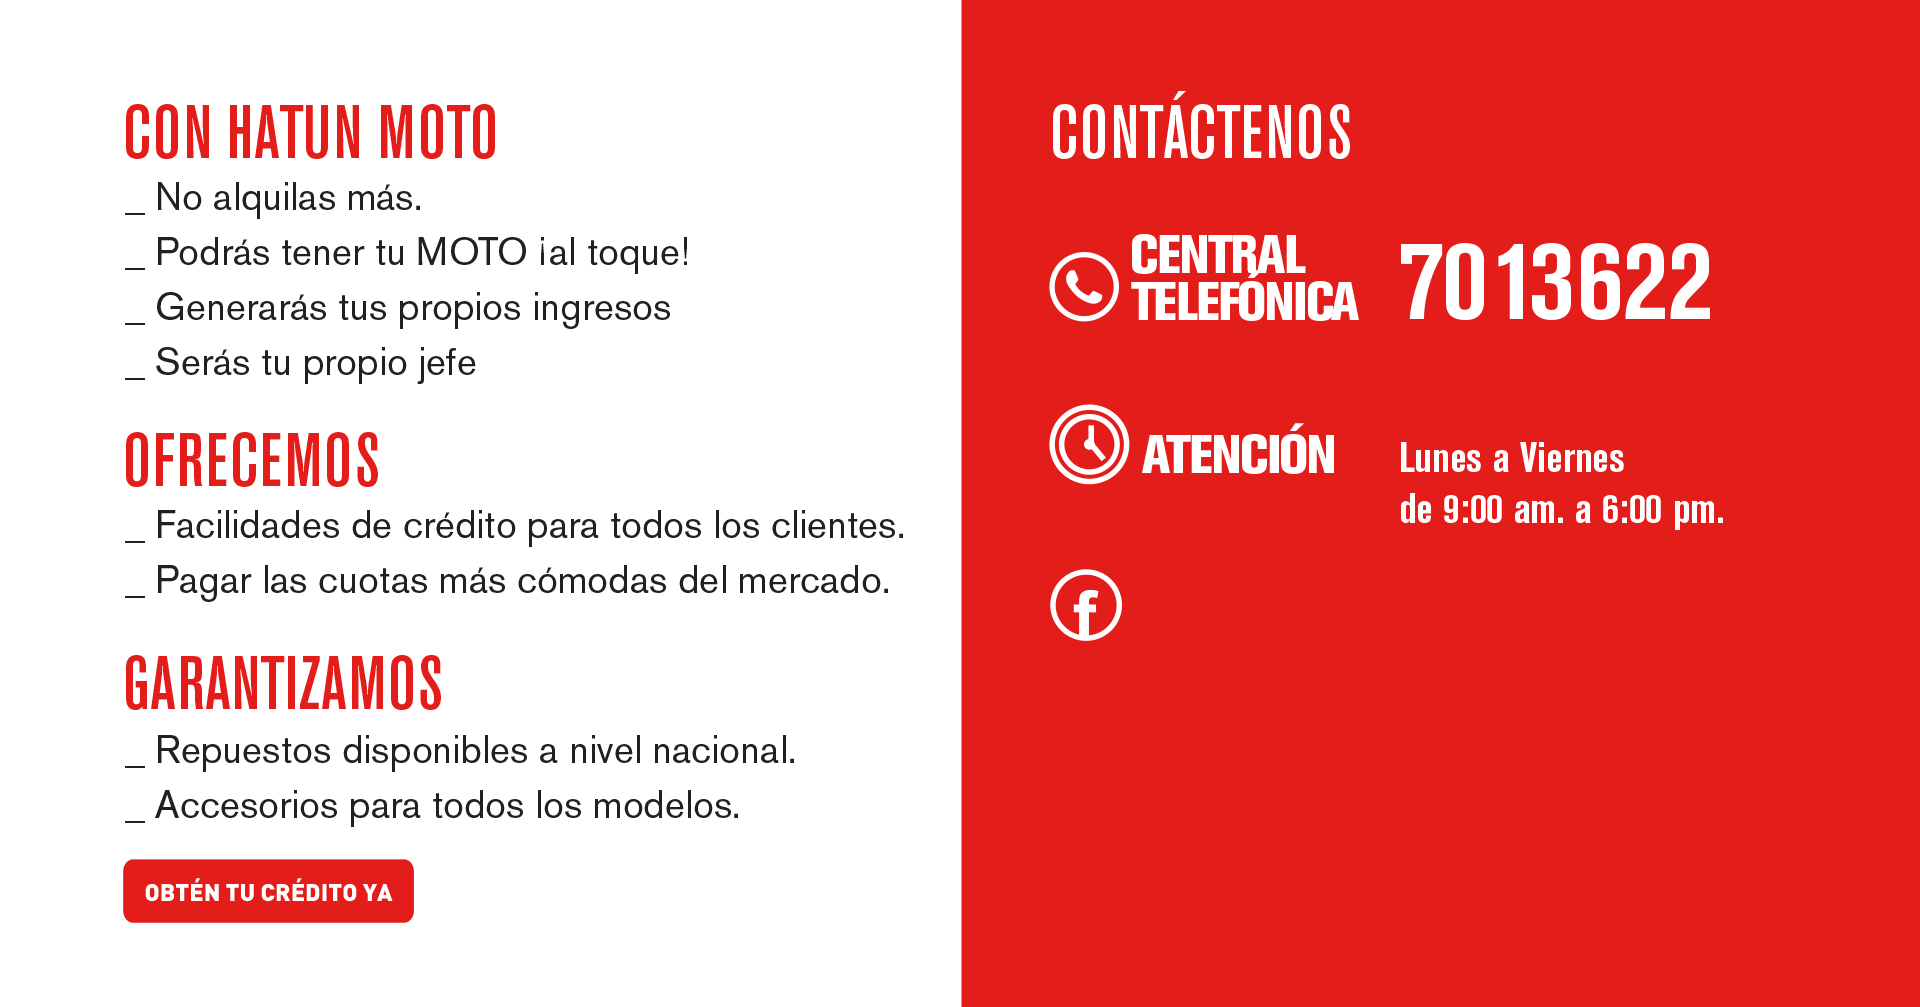 CON HATUN MOTO
_ No alquilas más.
_ Podrás tener tu MOTO ¡al toque!
_ Generarás tus propios ingresos
_ Serás tu propio jefe
OFRECEMOS
_ Facilidades de crédito para todos los clientes.
_ Pagar las cuotas más cómodas del mercado.
GARANTIZAMOS
_ Repuestos disponibles a nivel nacional.
_ Accesorios para todos los modelos.
OBTÉN TU CRÉDITO YA
CONTÁCTENOS
CENTRAL
TELEFÓNICA
7013622
ATENCIÓN
Lunes a Viernes
de 9:00 am. a 6:00 pm.
f